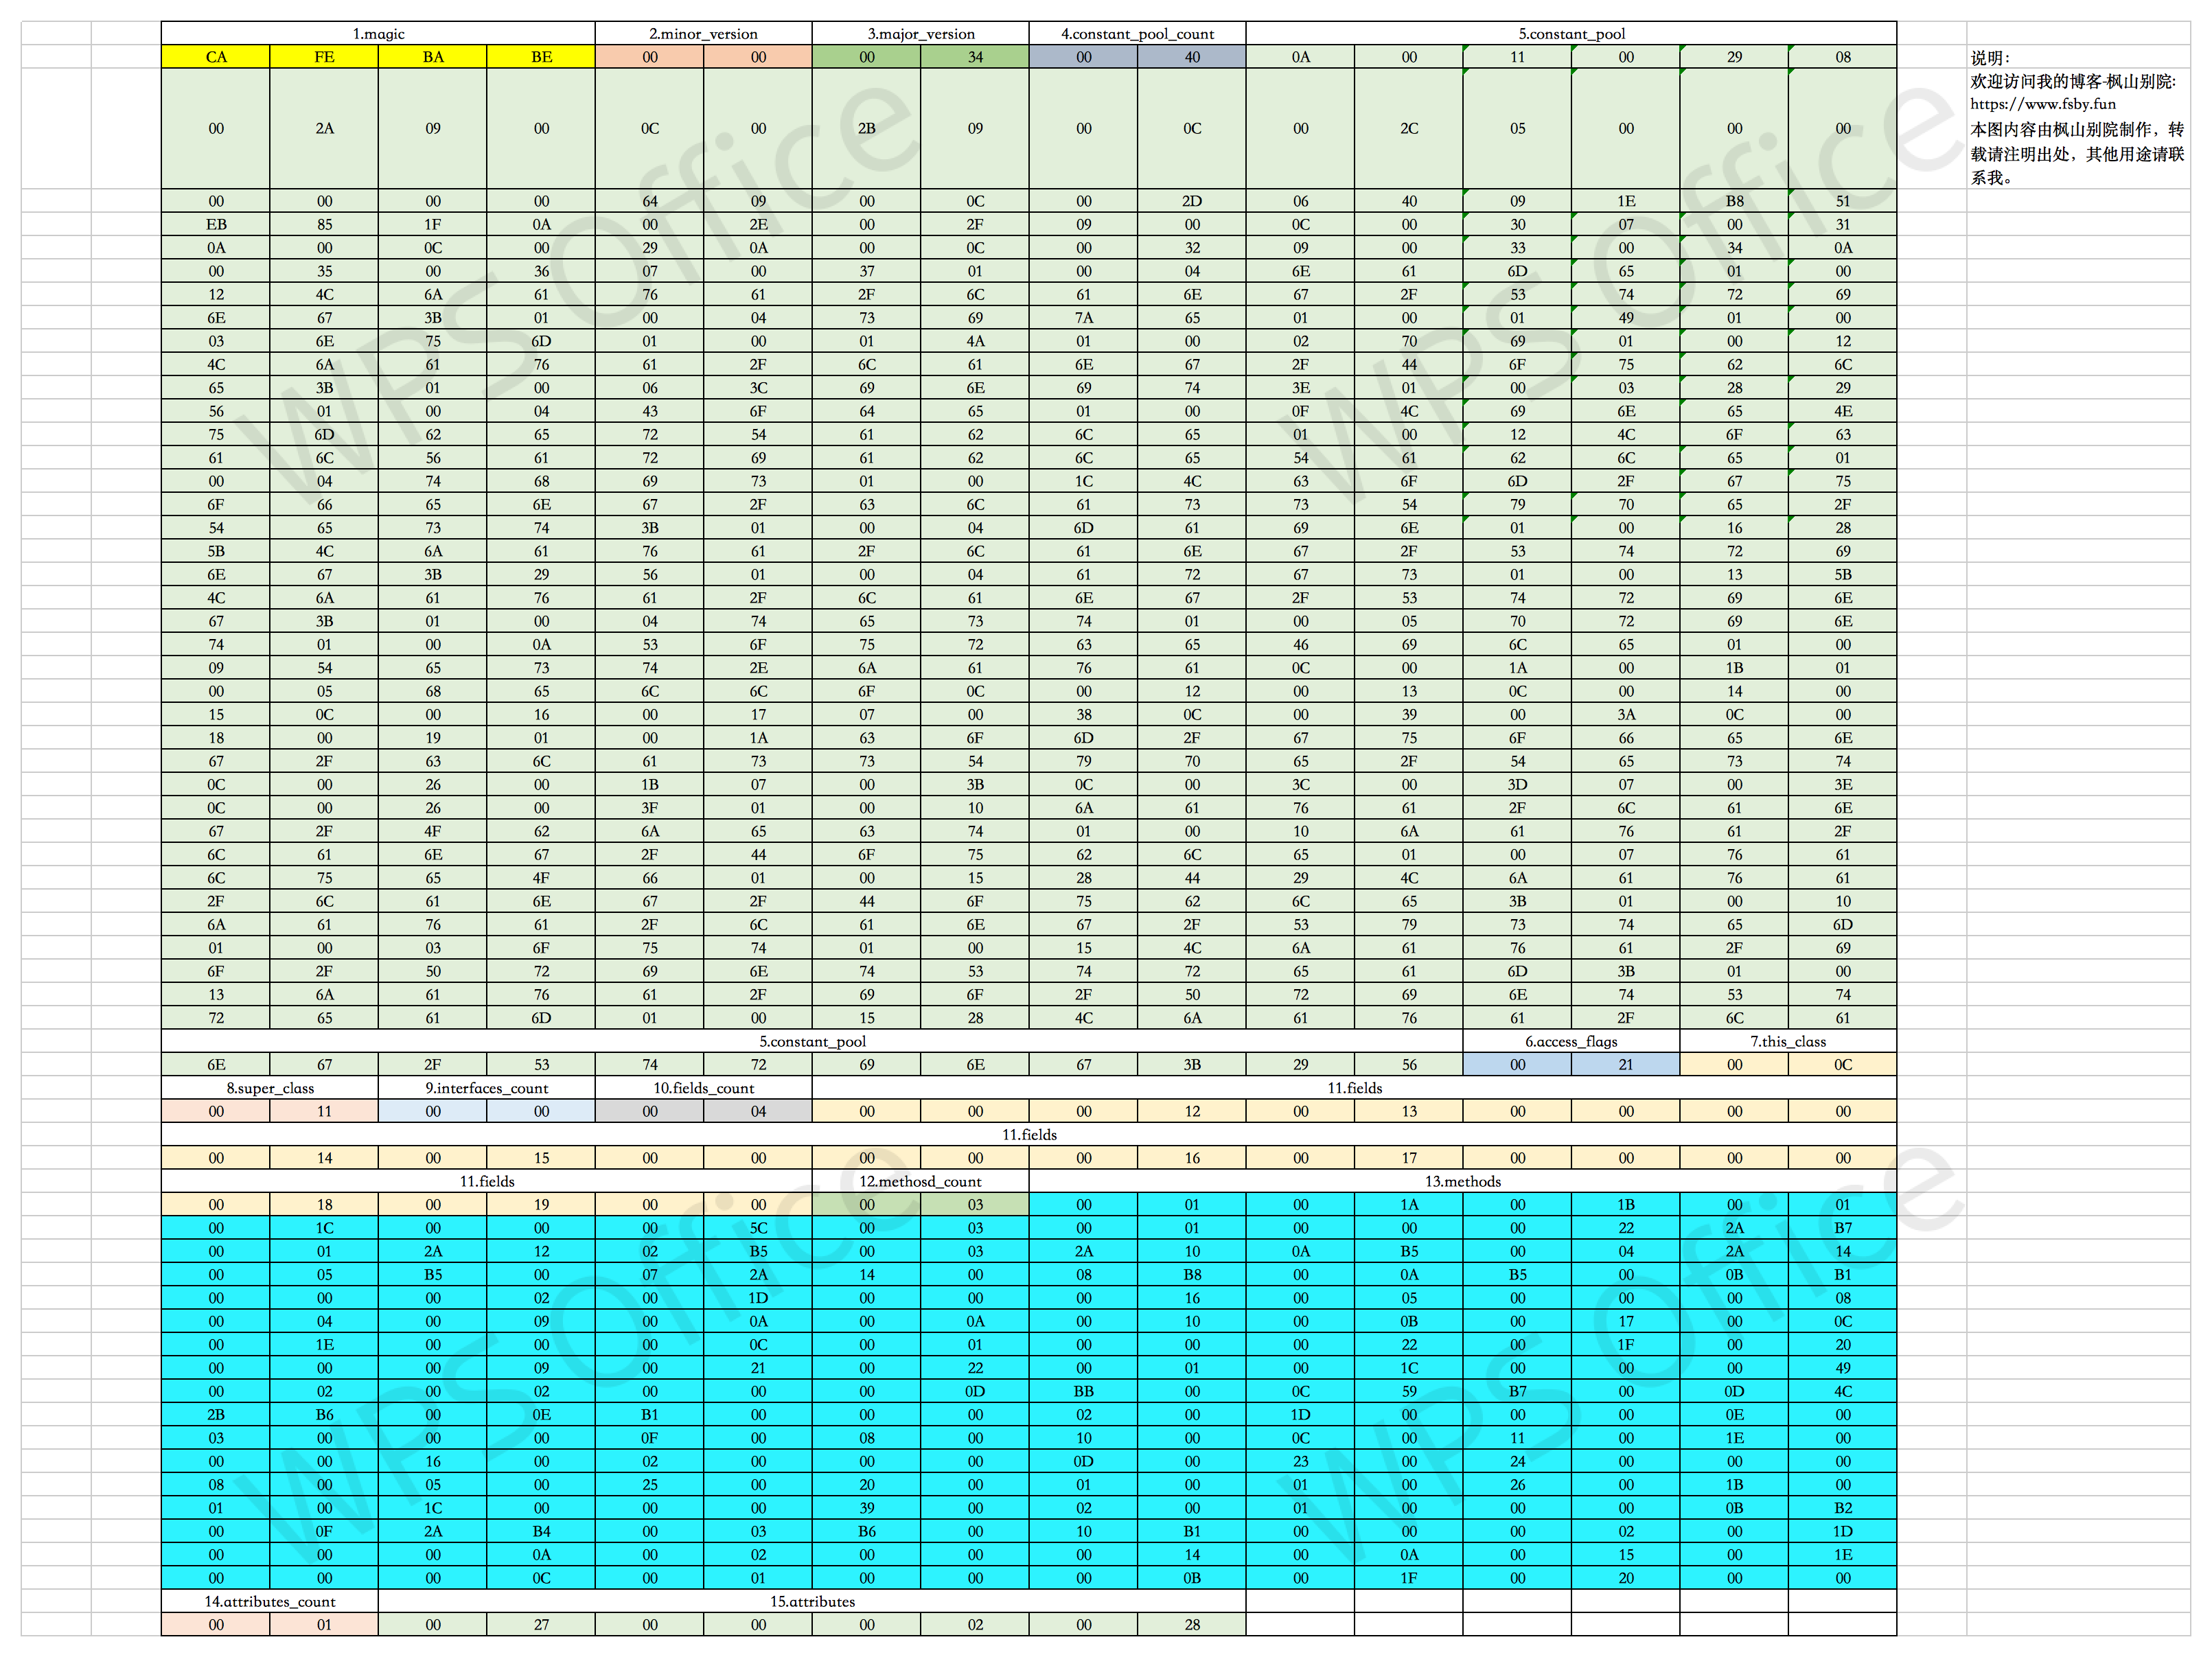 1.magic 2.minor_version 3.major_version 4.constant_pool_count 5.constant_pool
CA FE BA BE 00 00 00 34 00 40 0A 00 11 00 29 08 说明：
欢迎访问我的博客-枫山别院：
https://www.fsby.fun
00 2A 09 00 0C 00 2B 09 00 0C 00 2C 05 00 00 00 本图内容由枫山别院制作，转
载请注明出处，其他用途请联
系我。
00 00 00 00 64 09 00 0C 00 2D 06 40 09 1E B8 51
EB 85 1F 0A 00 2E 00 2F 09 00 0C 00 30 07 00 31
0A 00 0C 00 29 0A 00 0C 00 32 09 00 33 00 34 0A
00 35 00 36 07 00 37 01 00 04 6E 61 6D 65 01 00
12 4C 6A 61 76 61 2F 6C 61 6E 67 2F 53 74 72 69
6E 67 3B 01 00 04 73 69 7A 65 01 00 01 49 01 00
03 6E 75 6D 01 00 01 4A 01 00 02 70 69 01 00 12
4C 6A 61 76 61 2F 6C 61 6E 67 2F 44 6F 75 62 6C
65 3B 01 00 06 3C 69 6E 69 74 3E 01 00 03 28 29
56 01 00 04 43 6F 64 65 01 00 0F 4C 69 6E 65 4E
75 6D 62 65 72 54 61 62 6C 65 01 00 12 4C 6F 63
61 6C 56 61 72 69 61 62 6C 65 54 61 62 6C 65 01
00 04 74 68 69 73 01 00 1C 4C 63 6F 6D 2F 67 75
6F 66 65 6E 67 2F 63 6C 61 73 73 54 79 70 65 2F
54 65 73 74 3B 01 00 04 6D 61 69 6E 01 00 16 28
5B 4C 6A 61 76 61 2F 6C 61 6E 67 2F 53 74 72 69
6E 67 3B 29 56 01 00 04 61 72 67 73 01 00 13 5B
4C 6A 61 76 61 2F 6C 61 6E 67 2F 53 74 72 69 6E
67 3B 01 00 04 74 65 73 74 01 00 05 70 72 69 6E
74 01 00 0A 53 6F 75 72 63 65 46 69 6C 65 01 00
09 54 65 73 74 2E 6A 61 76 61 0C 00 1A 00 1B 01
00 05 68 65 6C 6C 6F 0C 00 12 00 13 0C 00 14 00
15 0C 00 16 00 17 07 00 38 0C 00 39 00 3A 0C 00
18 00 19 01 00 1A 63 6F 6D 2F 67 75 6F 66 65 6E
67 2F 63 6C 61 73 73 54 79 70 65 2F 54 65 73 74
0C 00 26 00 1B 07 00 3B 0C 00 3C 00 3D 07 00 3E
0C 00 26 00 3F 01 00 10 6A 61 76 61 2F 6C 61 6E
67 2F 4F 62 6A 65 63 74 01 00 10 6A 61 76 61 2F
6C 61 6E 67 2F 44 6F 75 62 6C 65 01 00 07 76 61
6C 75 65 4F 66 01 00 15 28 44 29 4C 6A 61 76 61
2F 6C 61 6E 67 2F 44 6F 75 62 6C 65 3B 01 00 10
6A 61 76 61 2F 6C 61 6E 67 2F 53 79 73 74 65 6D
01 00 03 6F 75 74 01 00 15 4C 6A 61 76 61 2F 69
6F 2F 50 72 69 6E 74 53 74 72 65 61 6D 3B 01 00
13 6A 61 76 61 2F 69 6F 2F 50 72 69 6E 74 53 74
72 65 61 6D 01 00 15 28 4C 6A 61 76 61 2F 6C 61
5.constant_pool 6.access_flags 7.this_class
6E 67 2F 53 74 72 69 6E 67 3B 29 56 00 21 00 0C
8.super_class 9.interfaces_count 10.fields_count 11.fields
00 11 00 00 00 04 00 00 00 12 00 13 00 00 00 00
11.fields
00 14 00 15 00 00 00 00 00 16 00 17 00 00 00 00
11.fields 12.methosd_count 13.methods
00 18 00 19 00 00 00 03 00 01 00 1A 00 1B 00 01
00 1C 00 00 00 5C 00 03 00 01 00 00 00 22 2A B7
00 01 2A 12 02 B5 00 03 2A 10 0A B5 00 04 2A 14
00 05 B5 00 07 2A 14 00 08 B8 00 0A B5 00 0B B1
00 00 00 02 00 1D 00 00 00 16 00 05 00 00 00 08
00 04 00 09 00 0A 00 0A 00 10 00 0B 00 17 00 0C
00 1E 00 00 00 0C 00 01 00 00 00 22 00 1F 00 20
00 00 00 09 00 21 00 22 00 01 00 1C 00 00 00 49
00 02 00 02 00 00 00 0D BB 00 0C 59 B7 00 0D 4C
2B B6 00 0E B1 00 00 00 02 00 1D 00 00 00 0E 00
03 00 00 00 0F 00 08 00 10 00 0C 00 11 00 1E 00
00 00 16 00 02 00 00 00 0D 00 23 00 24 00 00 00
08 00 05 00 25 00 20 00 01 00 01 00 26 00 1B 00
01 00 1C 00 00 00 39 00 02 00 01 00 00 00 0B B2
00 0F 2A B4 00 03 B6 00 10 B1 00 00 00 02 00 1D
00 00 00 0A 00 02 00 00 00 14 00 0A 00 15 00 1E
00 00 00 0C 00 01 00 00 00 0B 00 1F 00 20 00 00
14.attributes_count 15.attributes
00 01 00 27 00 00 00 02 00 28
WPS Office
WPS Office
WPS Office
WPS Office